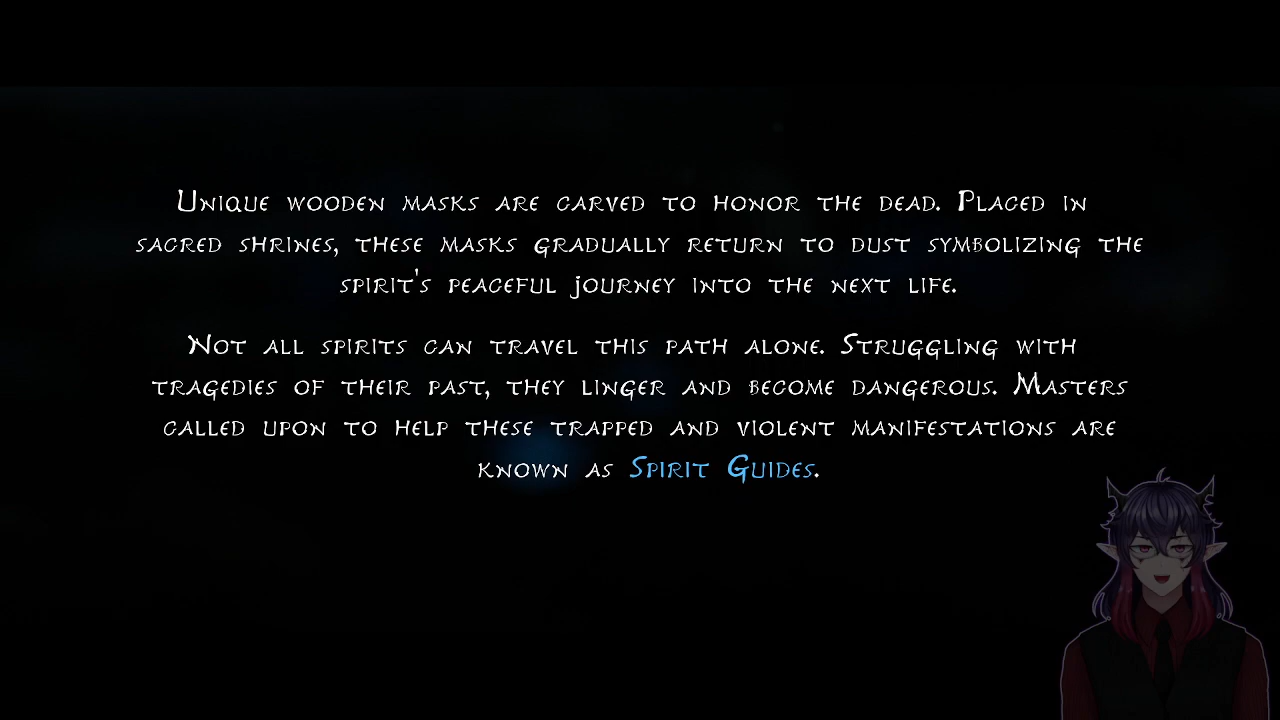 Unique wooden masks are carved to honor the dead. Placed in
sacred shrines, these masks gradually return to dust symbolizing the
spirit's peaceful journey into the next life.
Not all spirits can travel this path alone. Struggling with
tragedies of their past, they linger and become dangerous. Masters
called upon to help these trapped and violent manifestations are
known as Spirit Guides.